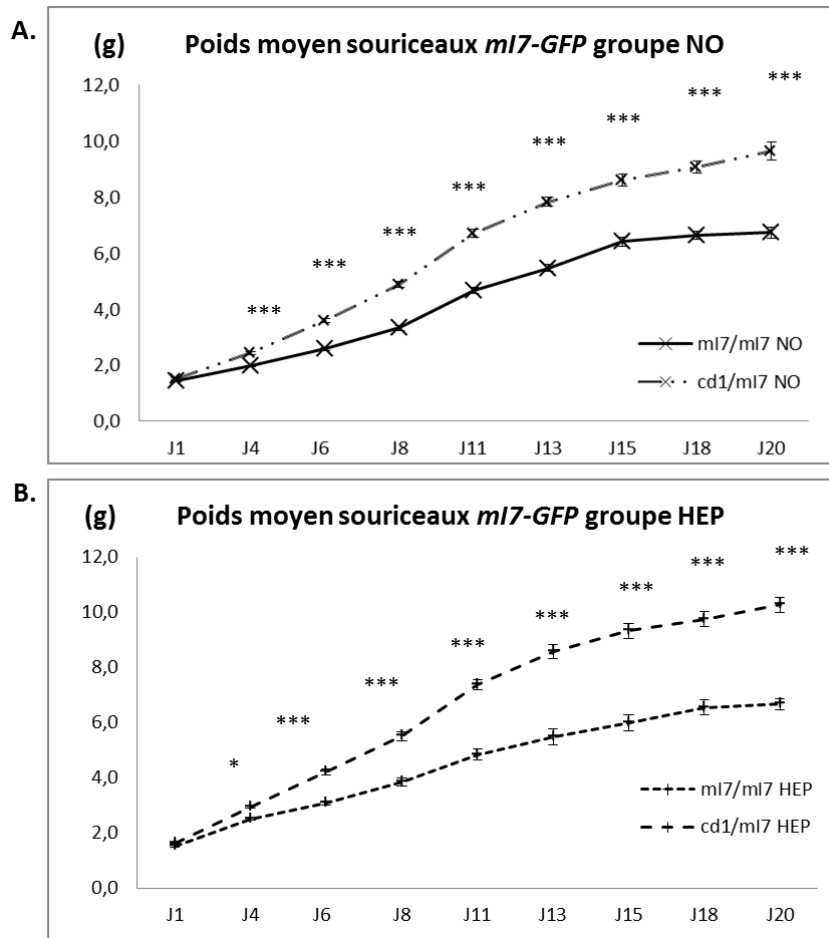 A.
(g) Poids moyen souriceaux mI7-GFP groupe NO
12,0
10,0
8,0
6,0
4,0
2,0
0,0
*** *** *** *** *** *** *** ***
mI7/mI7 NO
cd1/mI7 NO
J1 J4 J6 J8 J11 J13 J15 J18 J20
B.
(g) Poids moyen souriceaux mI7-GFP groupe HEP
12,0
10,0
8,0
6,0
4,0
2,0
0,0
* *** *** *** *** *** *** ***
mI7/mI7 HEP
cd1/mI7 HEP
J1 J4 J6 J8 J11 J13 J15 J18 J20